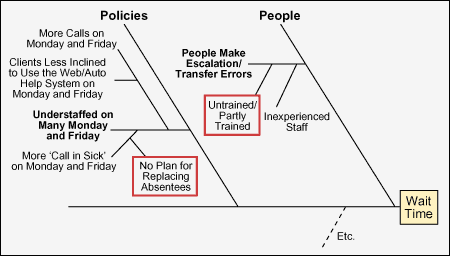 Policies
People
More Calls on
Monday and Friday
Clients Less Inclined
to Use the Web/Auto
Help System on
Monday and Friday
Understaffed on
Many Monday
and Friday
More ‘Call in Sick’
on Monday and Friday
No Plan for
Replacing
Absentees
People Make
Escalation/
Transfer Errors
Untrained/
Partly
Trained
Inexperienced
Staff
Wait
Time
Etc.